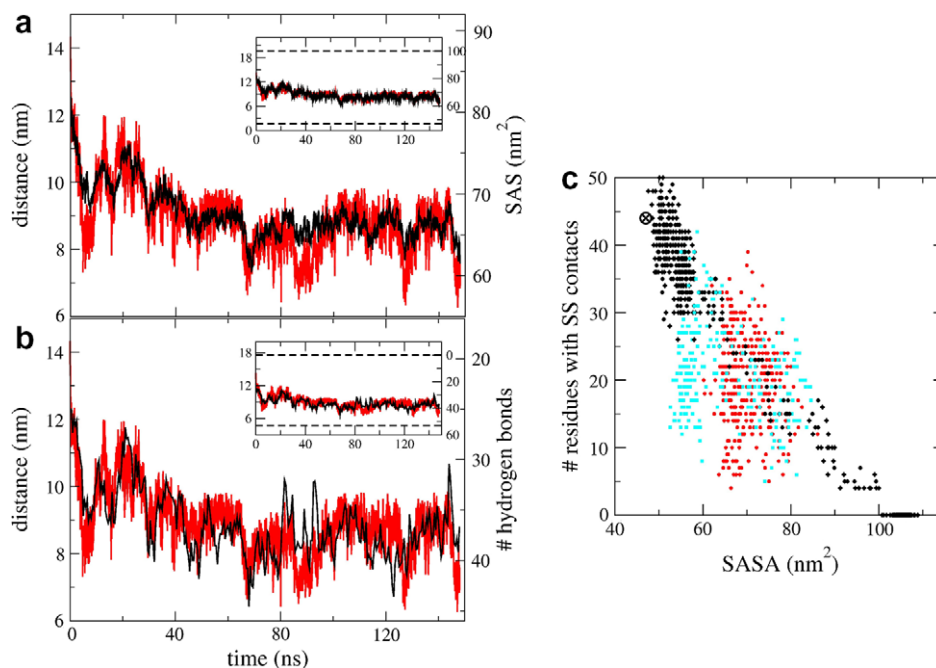 a
14
12
10
8
6
distance (nm)
90
80
70
60
SAS (nm²)
18
12
6
0
100
80
60
0 40 80 120
b
14
12
10
8
6
distance (nm)
20
30
40
# hydrogen bonds
18
12
6
0
20
40
60
0 40 80 120
0 40 80 120
time (ns)
c
50
40
30
20
10
0
# residues with SS contacts
40 60 80 100
SASA (nm²)